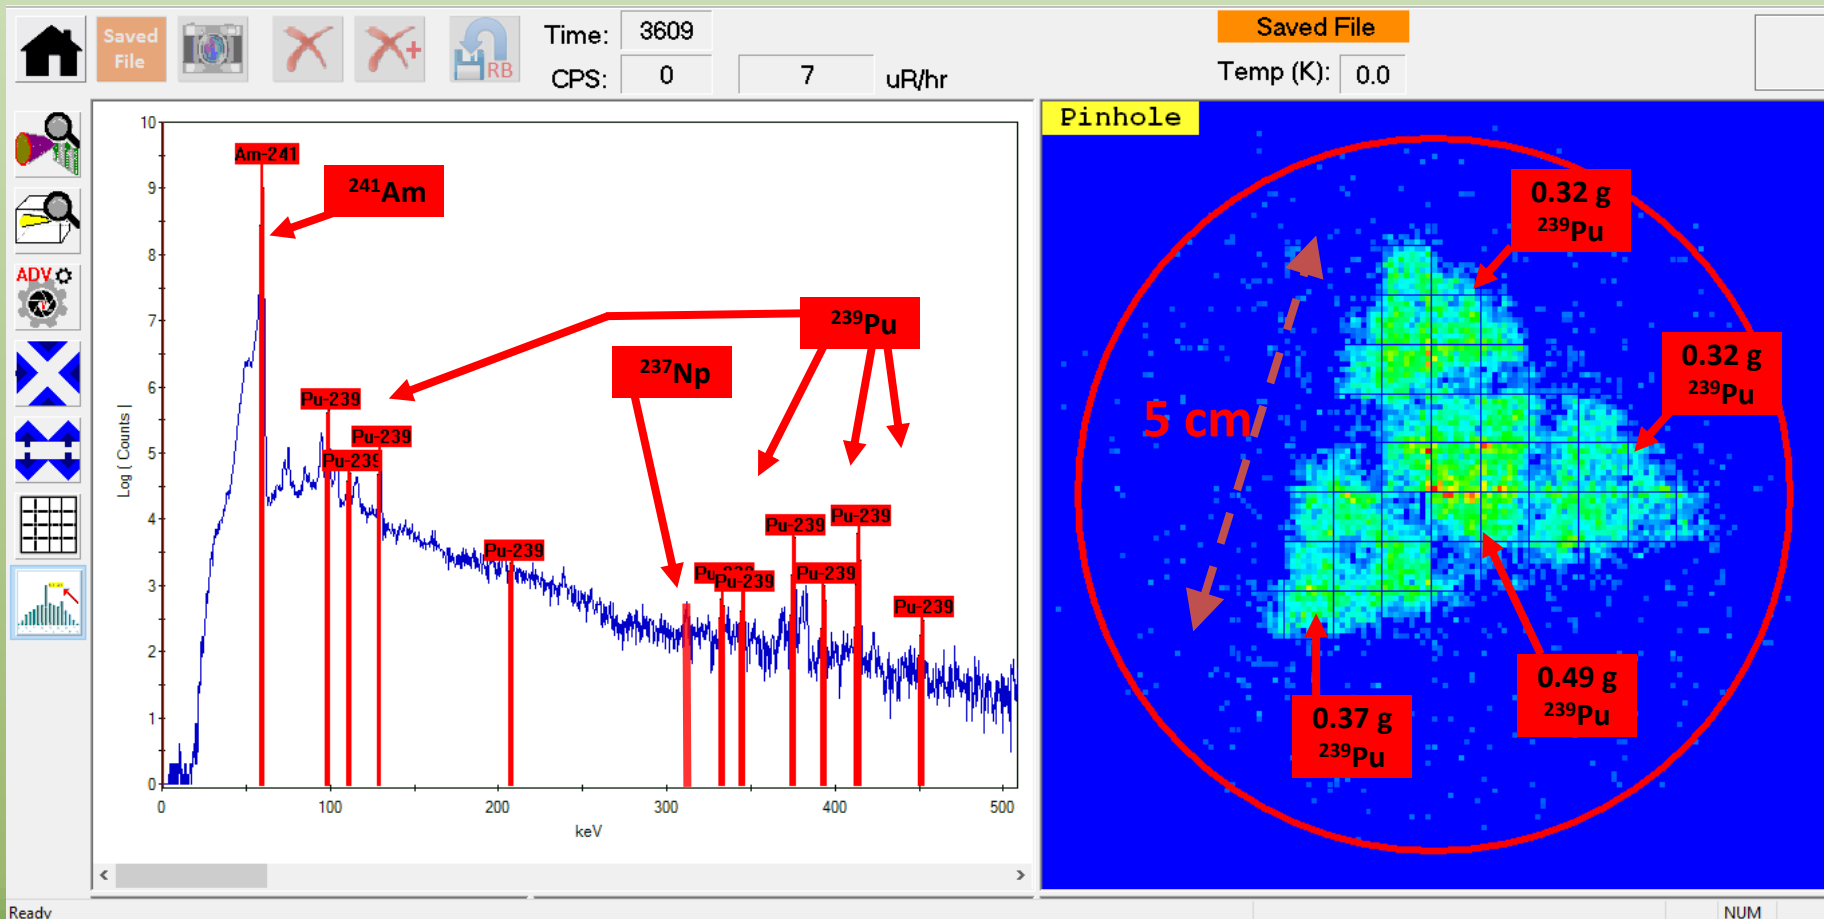 Saved
File
RB
Time: 3609
CPS: 0 7 uR/hr
Saved File
Temp (K): 0.0
ADV
Pinhole
10
9
8
7
6
5
4
3
2
1
0
Log ( Counts )
0 100 200 300 400 500
keV
Am-241
²⁴¹Am
Pu-239
Pu-239
Pu-239
Pu-239
Pu-239
Pu-239
Pu-239
Pu-239
Pu-239
Pu-239
²³⁹Pu
²³⁷Np
5 cm
0.32 g
²³⁹Pu
0.32 g
²³⁹Pu
0.49 g
²³⁹Pu
0.37 g
²³⁹Pu
Ready
NUM